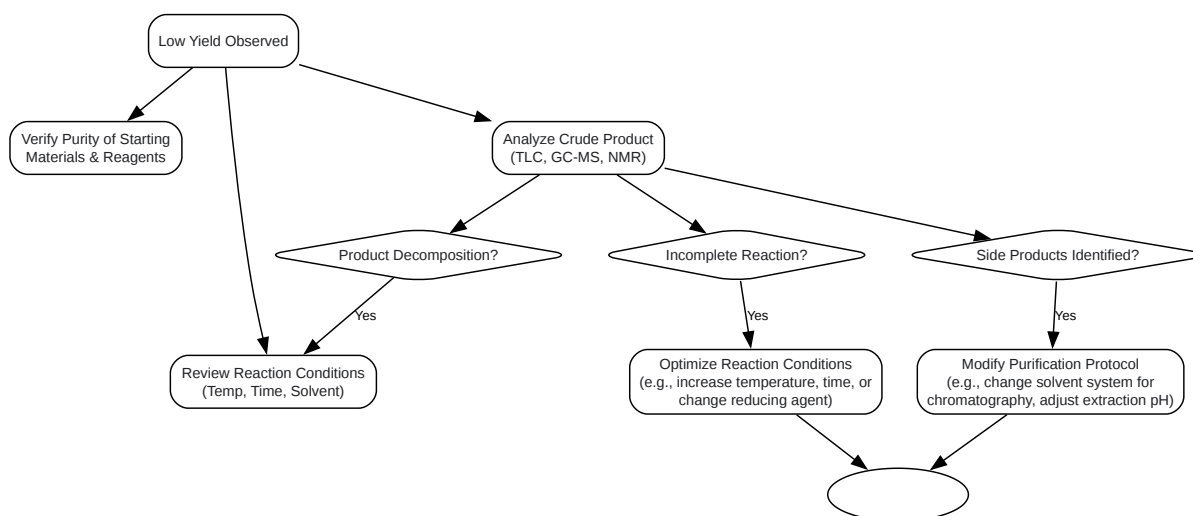 Low Yield Observed
Verify Purity of Starting
Materials & Reagents
Analyze Crude Product
(TLC, GC-MS, NMR)
Product Decomposition?
Incomplete Reaction?
Side Products Identified?
Yes
Yes
Yes
Review Reaction Conditions
(Temp, Time, Solvent)
Optimize Reaction Conditions
(e.g., increase temperature, time, or
change reducing agent)
Modify Purification Protocol
(e.g., change solvent system for
chromatography, adjust extraction pH)